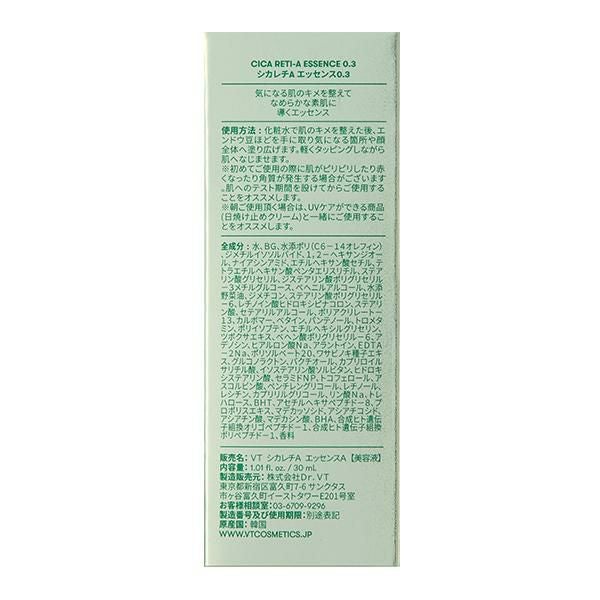 CICA RETI-A ESSENCE 0.3
シカレチA エッセンス0.3
気になる肌のキメを整えて
なめらかな素肌に
導くエッセンス
使用方法：化粧水で肌のキメを整えた後、エ
ンドウ豆ほどを手に取り気になる箇所や顔
全体へ塗り広げます。軽くタッピングしながら
肌へなじませます。
※初めてご使用の際に肌がピリピリしたり赤
くなったり角質が発生する場合がございます
。肌へのテスト期間を設けてからご使用する
ことをオススメします。
※朝ご使用頂く場合は、UVケアができる商品
(日焼け止めクリーム)と一緒にご使用するこ
とをオススメします。
全成分：水、BG、水添ポリ(C6-14オレフィン)
、ジメチルイソソルバイド、1,2-ヘキサンジオー
ル、ナイアシンアミド、エチルヘキサン酸セチル、テ
トラエチルヘキサン酸ペンタエリスリチル、ステアリ
ン酸グリセリル、ジステアリン酸ポリグリセリル
-3メチルグルコース、ベヘニルアルコール、水添
野菜油、ジメチコン、ステアリン酸ポリグリセリル
-6、レチノイン酸ヒドロキシピナコロン、ステアリン
酸、セテアリルアルコール、ポリアクリレート-
13、カルボマー、ベタイン、パンテノール、トロメタ
ミン、ポリイソブテン、エチルヘキシルグリセリン、
ツボクサエキス、ベヘン酸ポリグリセリル-6、ア
デノシン、ヒアルロン酸Na、アラントイン、EDTA
-2Na、ポリソルベート20、ワサビノキ種子エキ
ス、グルコノラクトン、バクチオール、カプリロイルサ
リチル酸、イソステアリン酸ソルビタン、ヒドロキ
システアリン酸、セラミドNP、トコフェロール、ア
スコルビン酸、ペンチレングリコール、レチノール、
レシチン、カプリリルグリコール、リン酸Na、トレ
ハロース、BHT、アセチルヘキサペプチド-8、プ
ロポリスエキス、マデカッソシド、アシアチコシド、
アシアチン酸、マデカシン酸、BHA、合成ヒト遺伝
子組換オリゴペプチド-1、合成ヒト遺伝子組換
ポリペプチド-1、香料
販売名：VT シカレチA エッセンスA【美容液】
内容量：1.01 fl. oz. / 30 mL
製造販売元：株式会社Dr. VT
東京都新宿区富久町7-6 サンクタス
市ヶ谷富久町イーストタワーE201号室
お客様相談室：03-6709-9296
製造番号及び使用期限：別途表記
原産国：韓国
WWW.VTCOSMETICS.JP